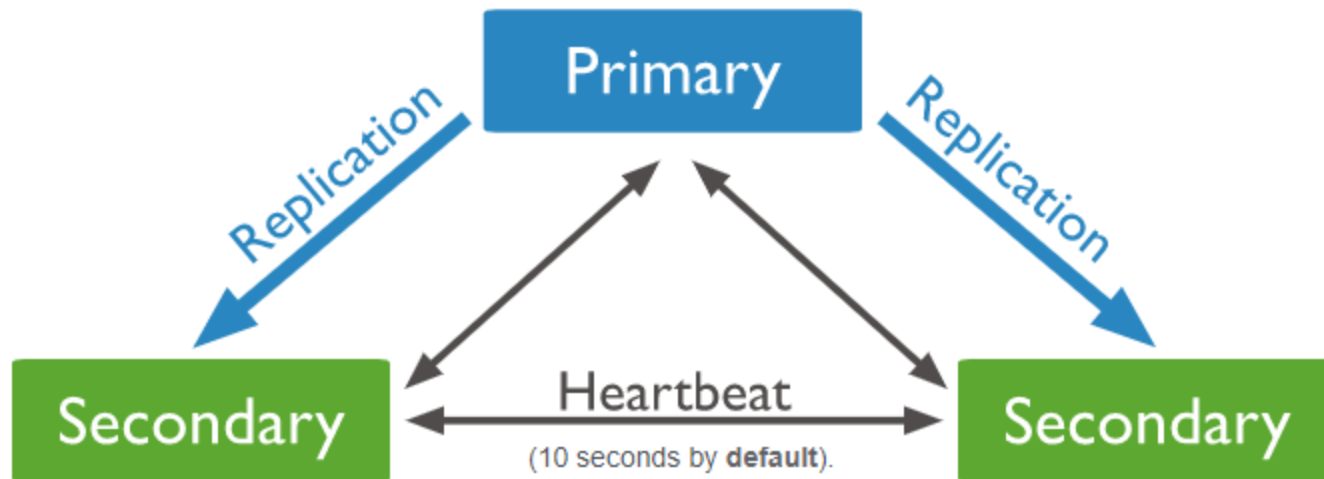 Primary
Replication
Replication
Secondary
Heartbeat
Secondary
(10 seconds by default).